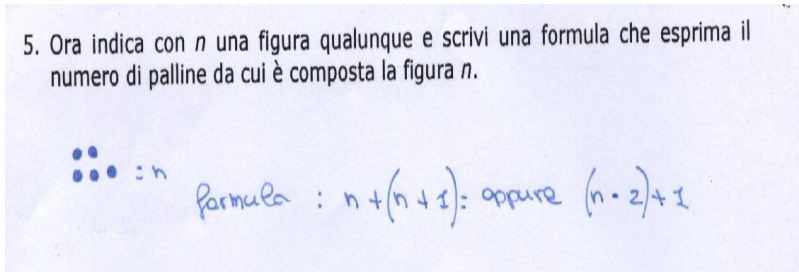 5. Ora indica con n una figura qualunque e scrivi una formula che esprima il
numero di palline da cui è composta la figura n.
= n
formula : n + (n + 1) = oppure (n · 2) + 1